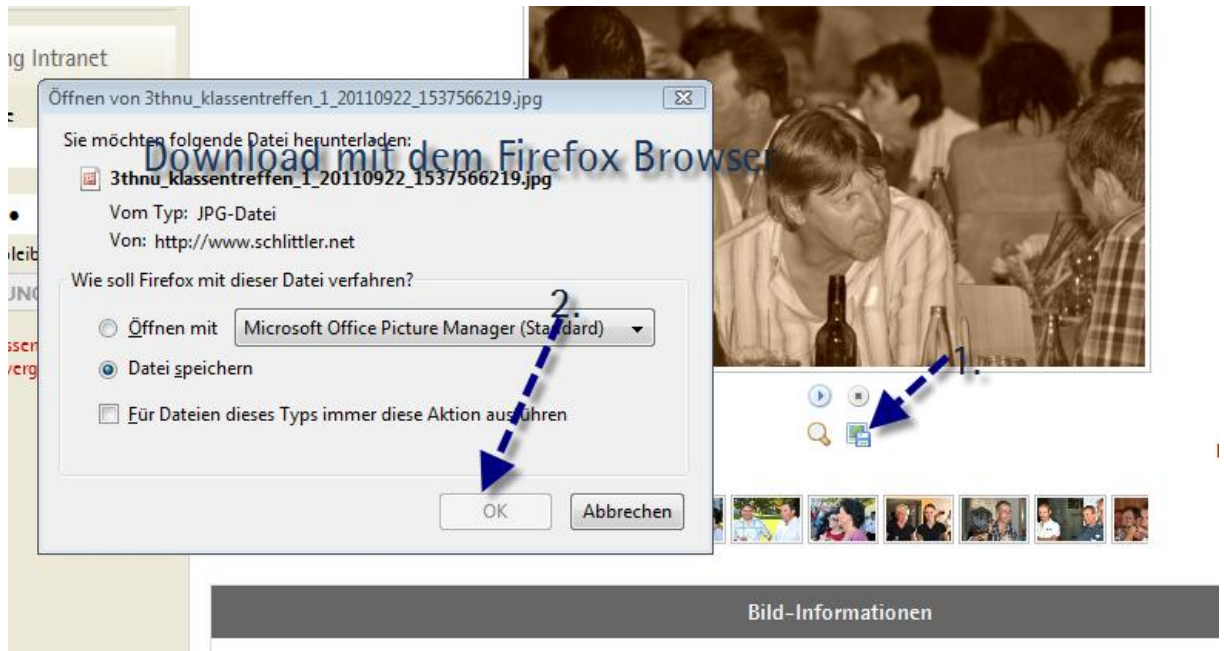 ng Intranet
Öffnen von 3thnu_klassentreffen_1_20110922_1537566219.jpg
Sie möchten folgende Datei herunterladen:
Download mit dem Firefox Browser
3thnu_klassentreffen_1_20110922_1537566219.jpg
Vom Typ: JPG-Datei
Von: http://www.schlittler.net
Wie soll Firefox mit dieser Datei verfahren?
2.
Öffnen mit Microsoft Office Picture Manager (Standard)
Datei speichern
1.
Für Dateien dieses Typs immer diese Aktion ausführen
OK Abbrechen
Bild-Informationen